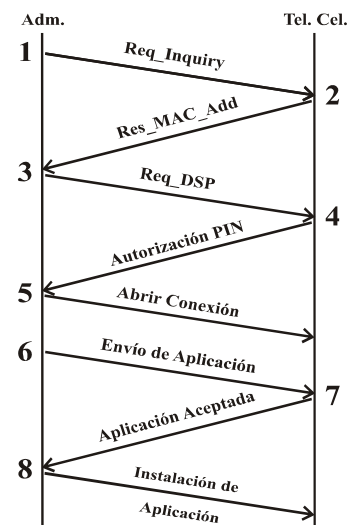 Adm. Tel. Cel.
1
Req_Inquiry
2
Res_MAC_Add
3
Req_DSP
4
Autorización PIN
5
Abrir Conexión
6
Envío de Aplicación
7
Aplicación Aceptada
8
Instalación de
Aplicación